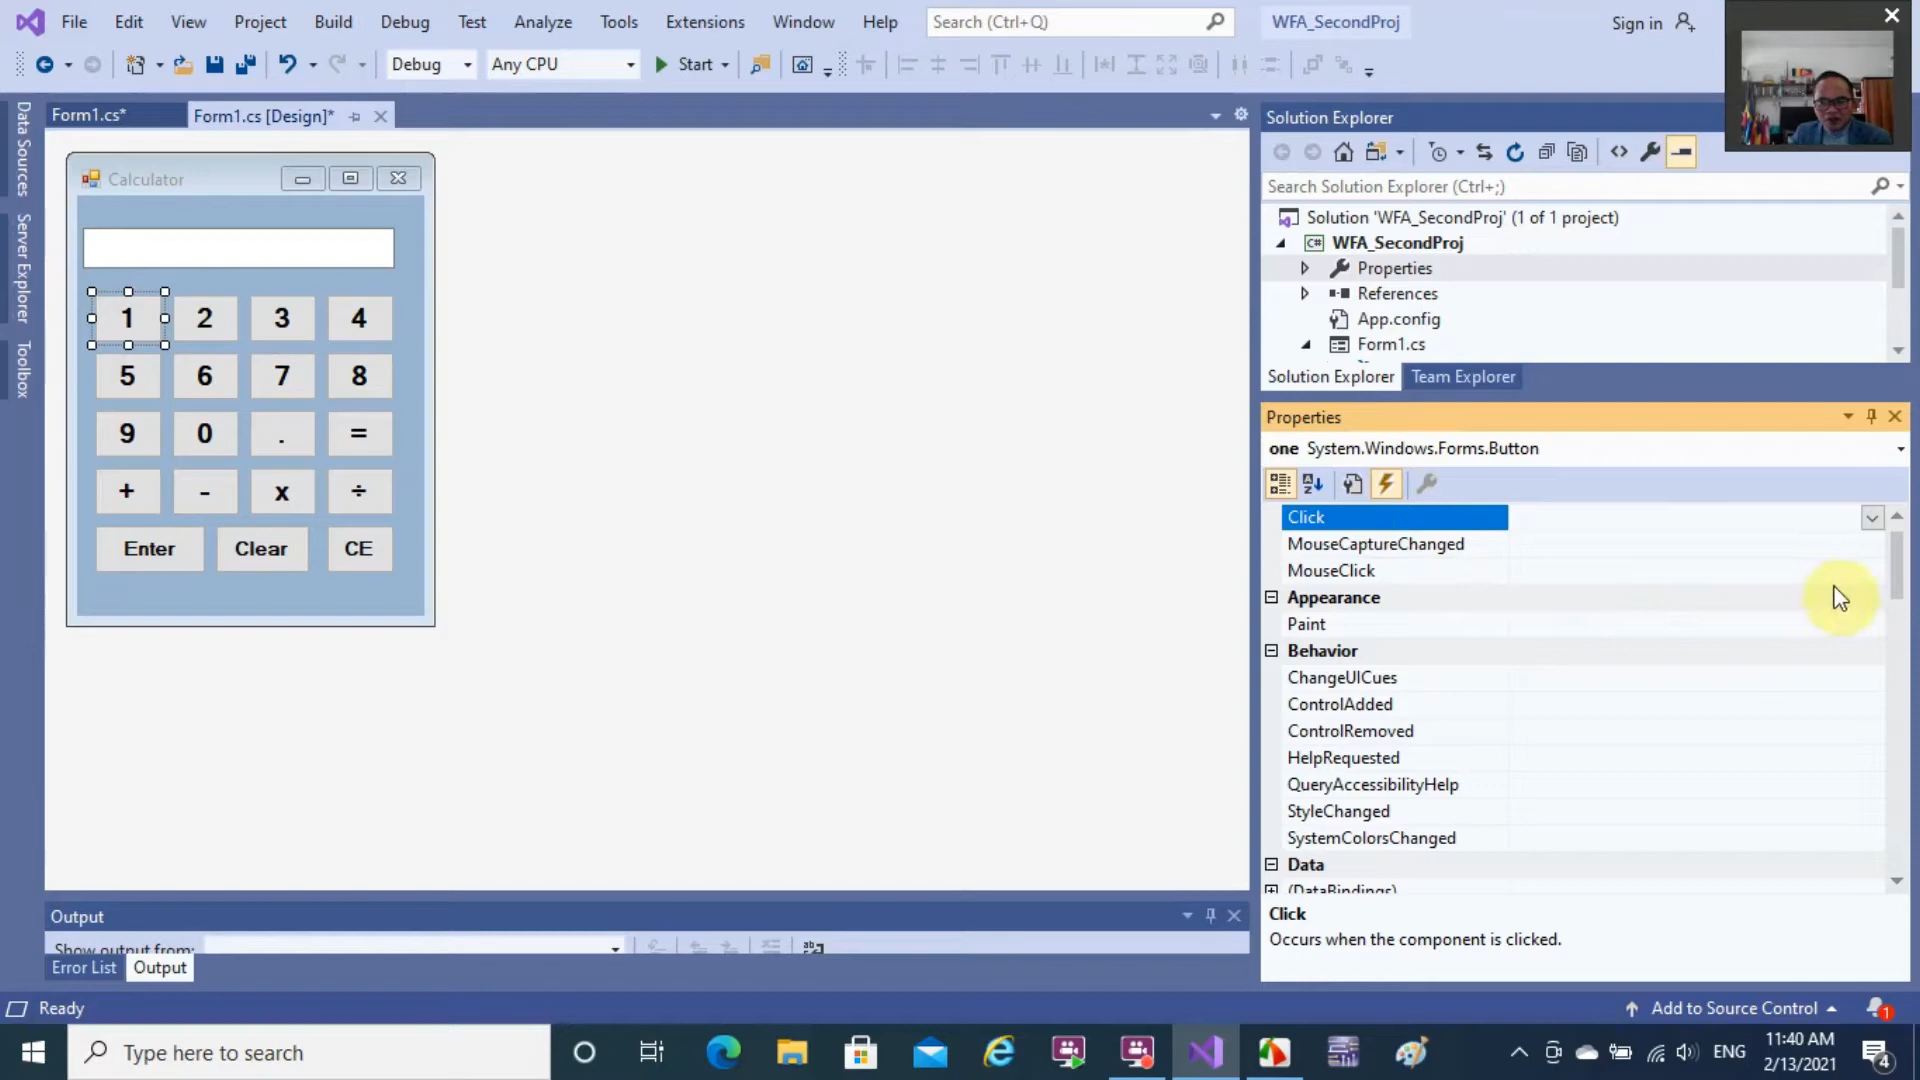 File Edit View Project Build Debug Test Analyze Tools Extensions Window Help Search (Ctrl+Q) WFA_SecondProj Sign in
Debug Any CPU Start
Data Sources
Server Explorer
Toolbox
Form1.cs* Form1.cs [Design]*
Calculator
1 2 3 4
5 6 7 8
9 0 . =
+ - x ÷
Enter Clear CE
Solution Explorer
Search Solution Explorer (Ctrl+;)
Solution 'WFA_SecondProj' (1 of 1 project)
C# WFA_SecondProj
Properties
References
App.config
Form1.cs
Solution Explorer Team Explorer
Properties
one System.Windows.Forms.Button
Click
MouseCaptureChanged
MouseClick
Appearance
Paint
Behavior
ChangeUICues
ControlAdded
ControlRemoved
HelpRequested
QueryAccessibilityHelp
StyleChanged
SystemColorsChanged
Data
(DataBindings)
Click
Occurs when the component is clicked.
Output
Show output from:
Error List Output
Ready Add to Source Control 1
Type here to search ENG 11:40 AM
2/13/2021 4